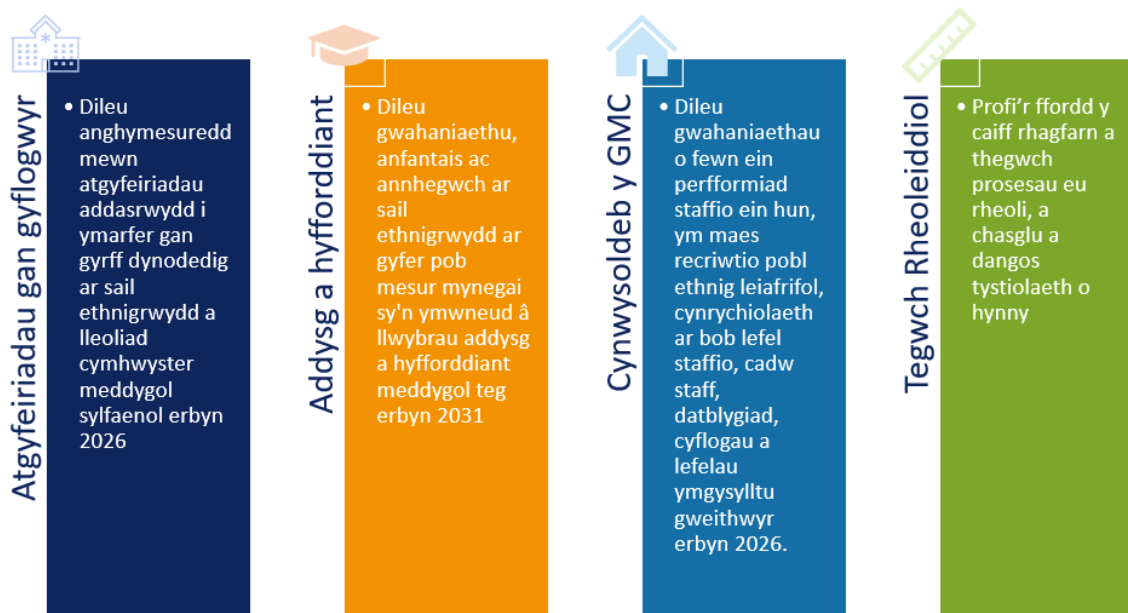 Atgyfeiriadau gan gyflogwyr
• Dileu
anghymesuredd
mewn
atgyfeiriadau
addasrwydd i
ymarfer gan
gyrff dynodedig
ar sail
ethnigrwydd a
lleoliad
cymhwyster
meddygol
sylfaenol erbyn
2026
Addysg a hyfforddiant
• Dileu
gwahaniaethu,
anfantais ac
annhegwch ar
sail
ethnigrwydd ar
gyfer pob
mesur mynegai
sy'n ymwneud â
llwybrau addysg
a hyfforddiant
meddygol teg
erbyn 2031
Cynwysoldeb y GMC
• Dileu
gwahaniaethau
o fewn ein
perfformiad
staffio ein hun,
ym maes
recriwtio pobl
ethnig leiafrifol,
cynrychiolaeth
ar bob lefel
staffio, cadw
staff,
datblygiad,
cyflogau a
lefelau
ymgysylltu
gweithwyr
erbyn 2026.
Tegwch Rheoleiddiol
• Profi’r ffordd y
caiff rhagfarn a
thegwch
prosesau eu
rheoli, a
chasglu a
dangos
tystiolaeth o
hynny